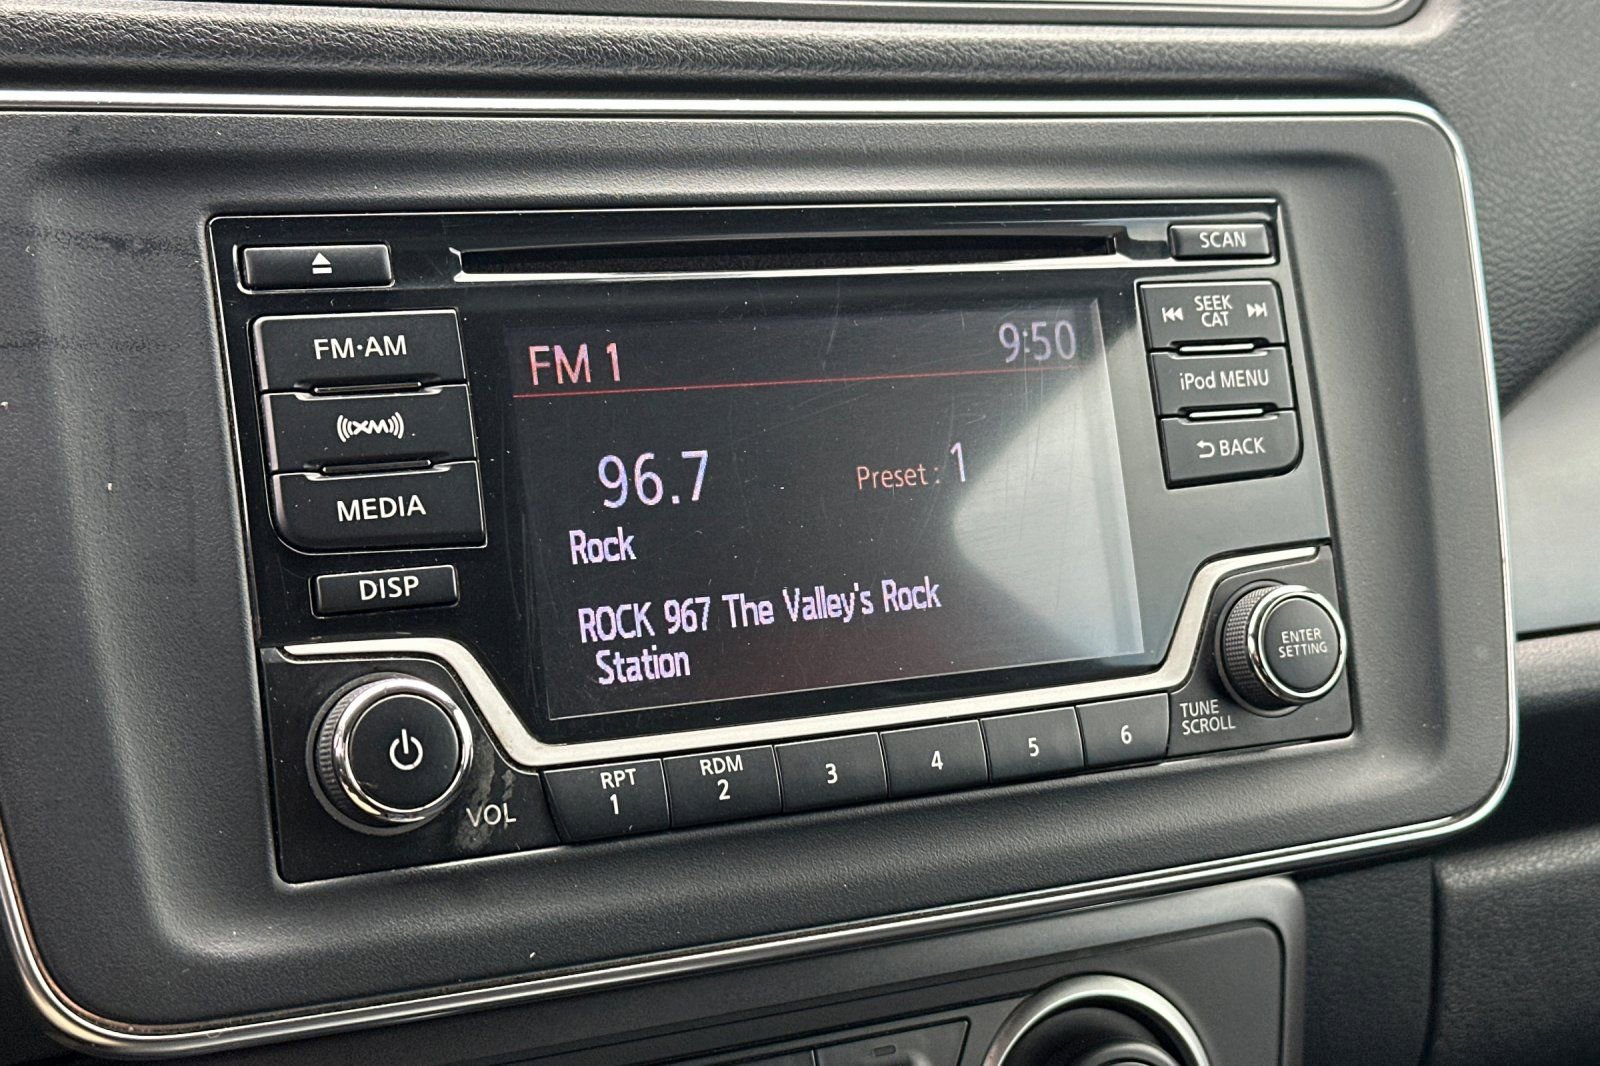 SCAN
FM·AM
XM
MEDIA
DISP
SEEK
CAT
iPod MENU
BACK
FM 1
9:50
96.7
Preset : 1
Rock
ROCK 967 The Valley's Rock
Station
ENTER
SETTING
TUNE
SCROLL
VOL
RPT
1
RDM
2
3
4
5
6